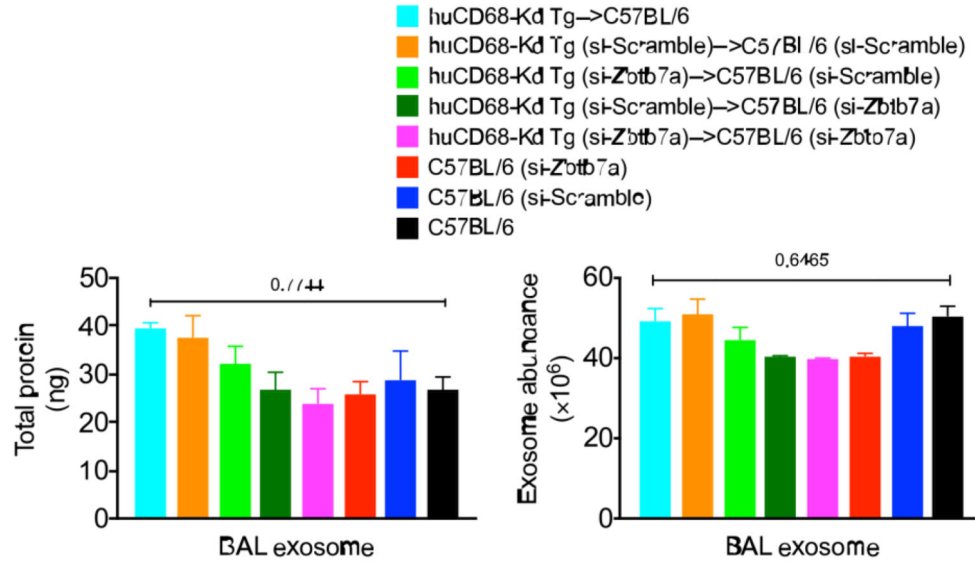 huCD68-Kd Tg->C57BL/6
huCD68-Kd Tg (si-Scramble)->C57BL/6 (si-Scramble)
huCD68-Kd Tg (si-Zbtb7a)->C57BL/6 (si-Scramble)
huCD68-Kd Tg (si-Scramble)->C57BL/6 (si-Zbtb7a)
huCD68-Kd Tg (si-Zbtb7a)->C57BL/6 (si-Zbtb7a)
C57BL/6 (si-Zbtb7a)
C57BL/6 (si-Scramble)
C57BL/6
Total protein
(ng)
50
40
30
20
10
0
BAL exosome
Exosome abundance
(×10⁶)
60
40
20
0
0.6465
BAL exosome